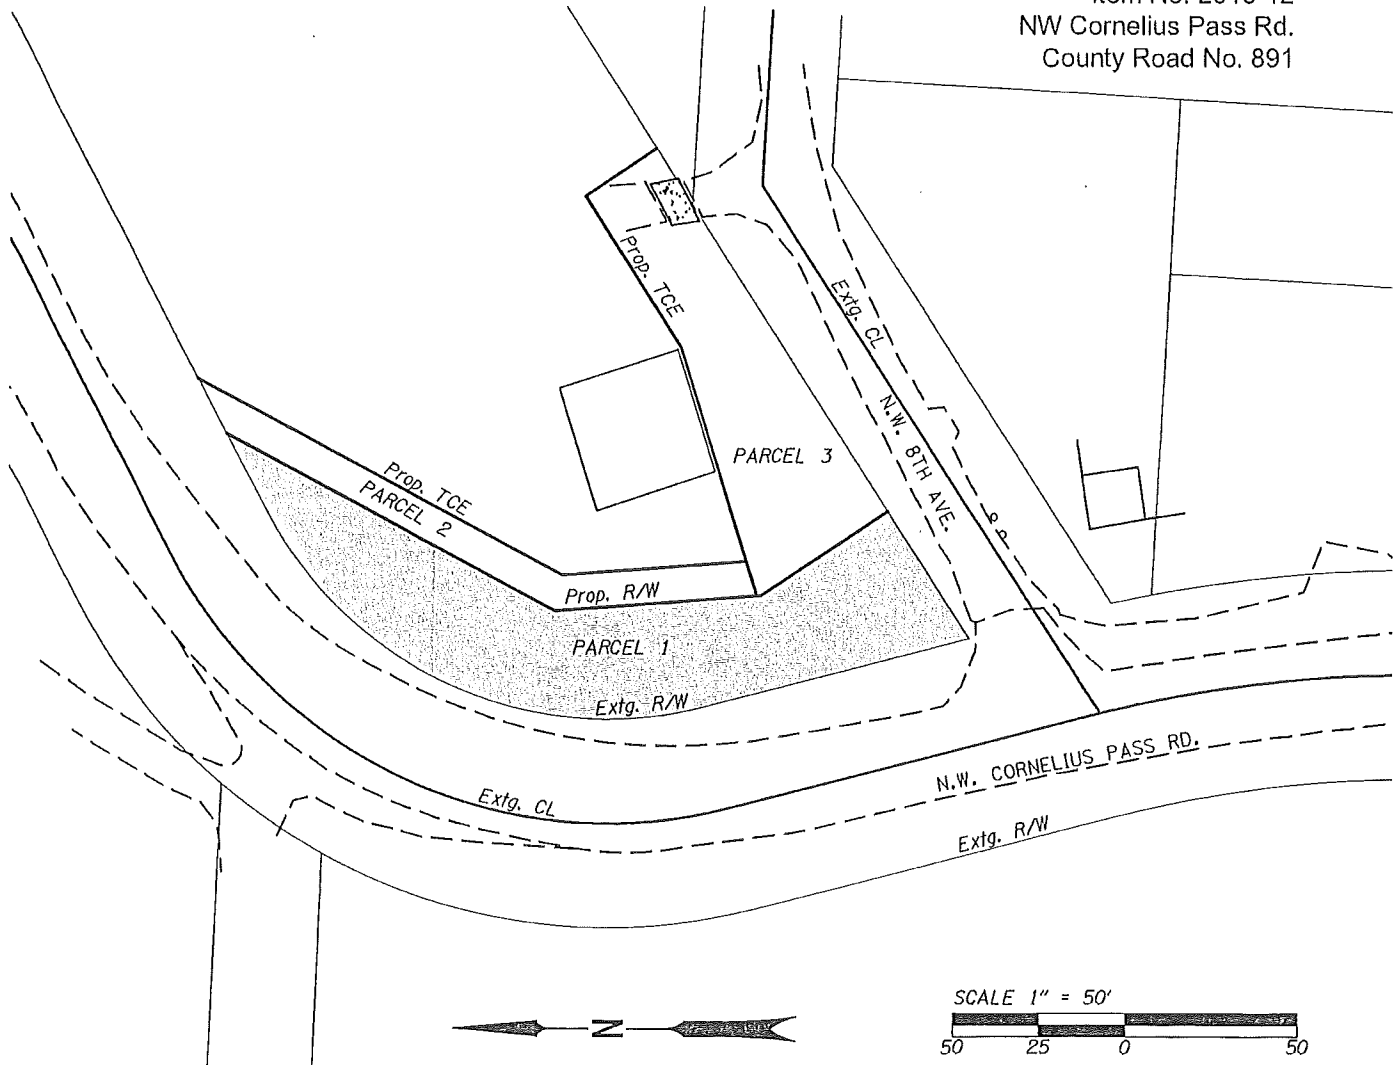 NW Cornelius Pass Rd.
County Road No. 891
Prop. TCE
Extg. CL
N.W. 8TH AVE.
PARCEL 3
Prop. TCE
PARCEL 2
Prop. R/W
PARCEL 1
Extg. R/W
Extg. CL
N.W. CORNELIUS PASS RD.
Extg. R/W
N
SCALE 1" = 50'
50 25 0 50